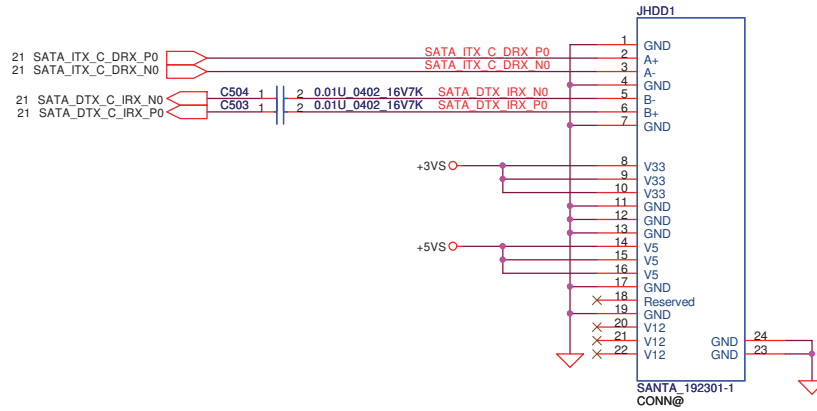 JHDD1
1 GND
21 SATA_ITX_C_DRX_P0 SATA_ITX_C_DRX_P0 2 A+
21 SATA_ITX_C_DRX_N0 SATA_ITX_C_DRX_N0 3 A-
4 GND
21 SATA_DTX_C_IRX_N0 C504 1 2 0.01U_0402_16V7K SATA_DTX_IRX_N0 5 B-
21 SATA_DTX_C_IRX_P0 C503 1 2 0.01U_0402_16V7K SATA_DTX_IRX_P0 6 B+
7 GND
+3VS 8 V33
9 V33
10 V33
11 GND
12 GND
13 GND
+5VS 14 V5
15 V5
16 V5
17 GND
18 Reserved
19 GND
20 V12
21 V12 GND 24
22 V12 GND 23
SANTA_192301-1
CONN@